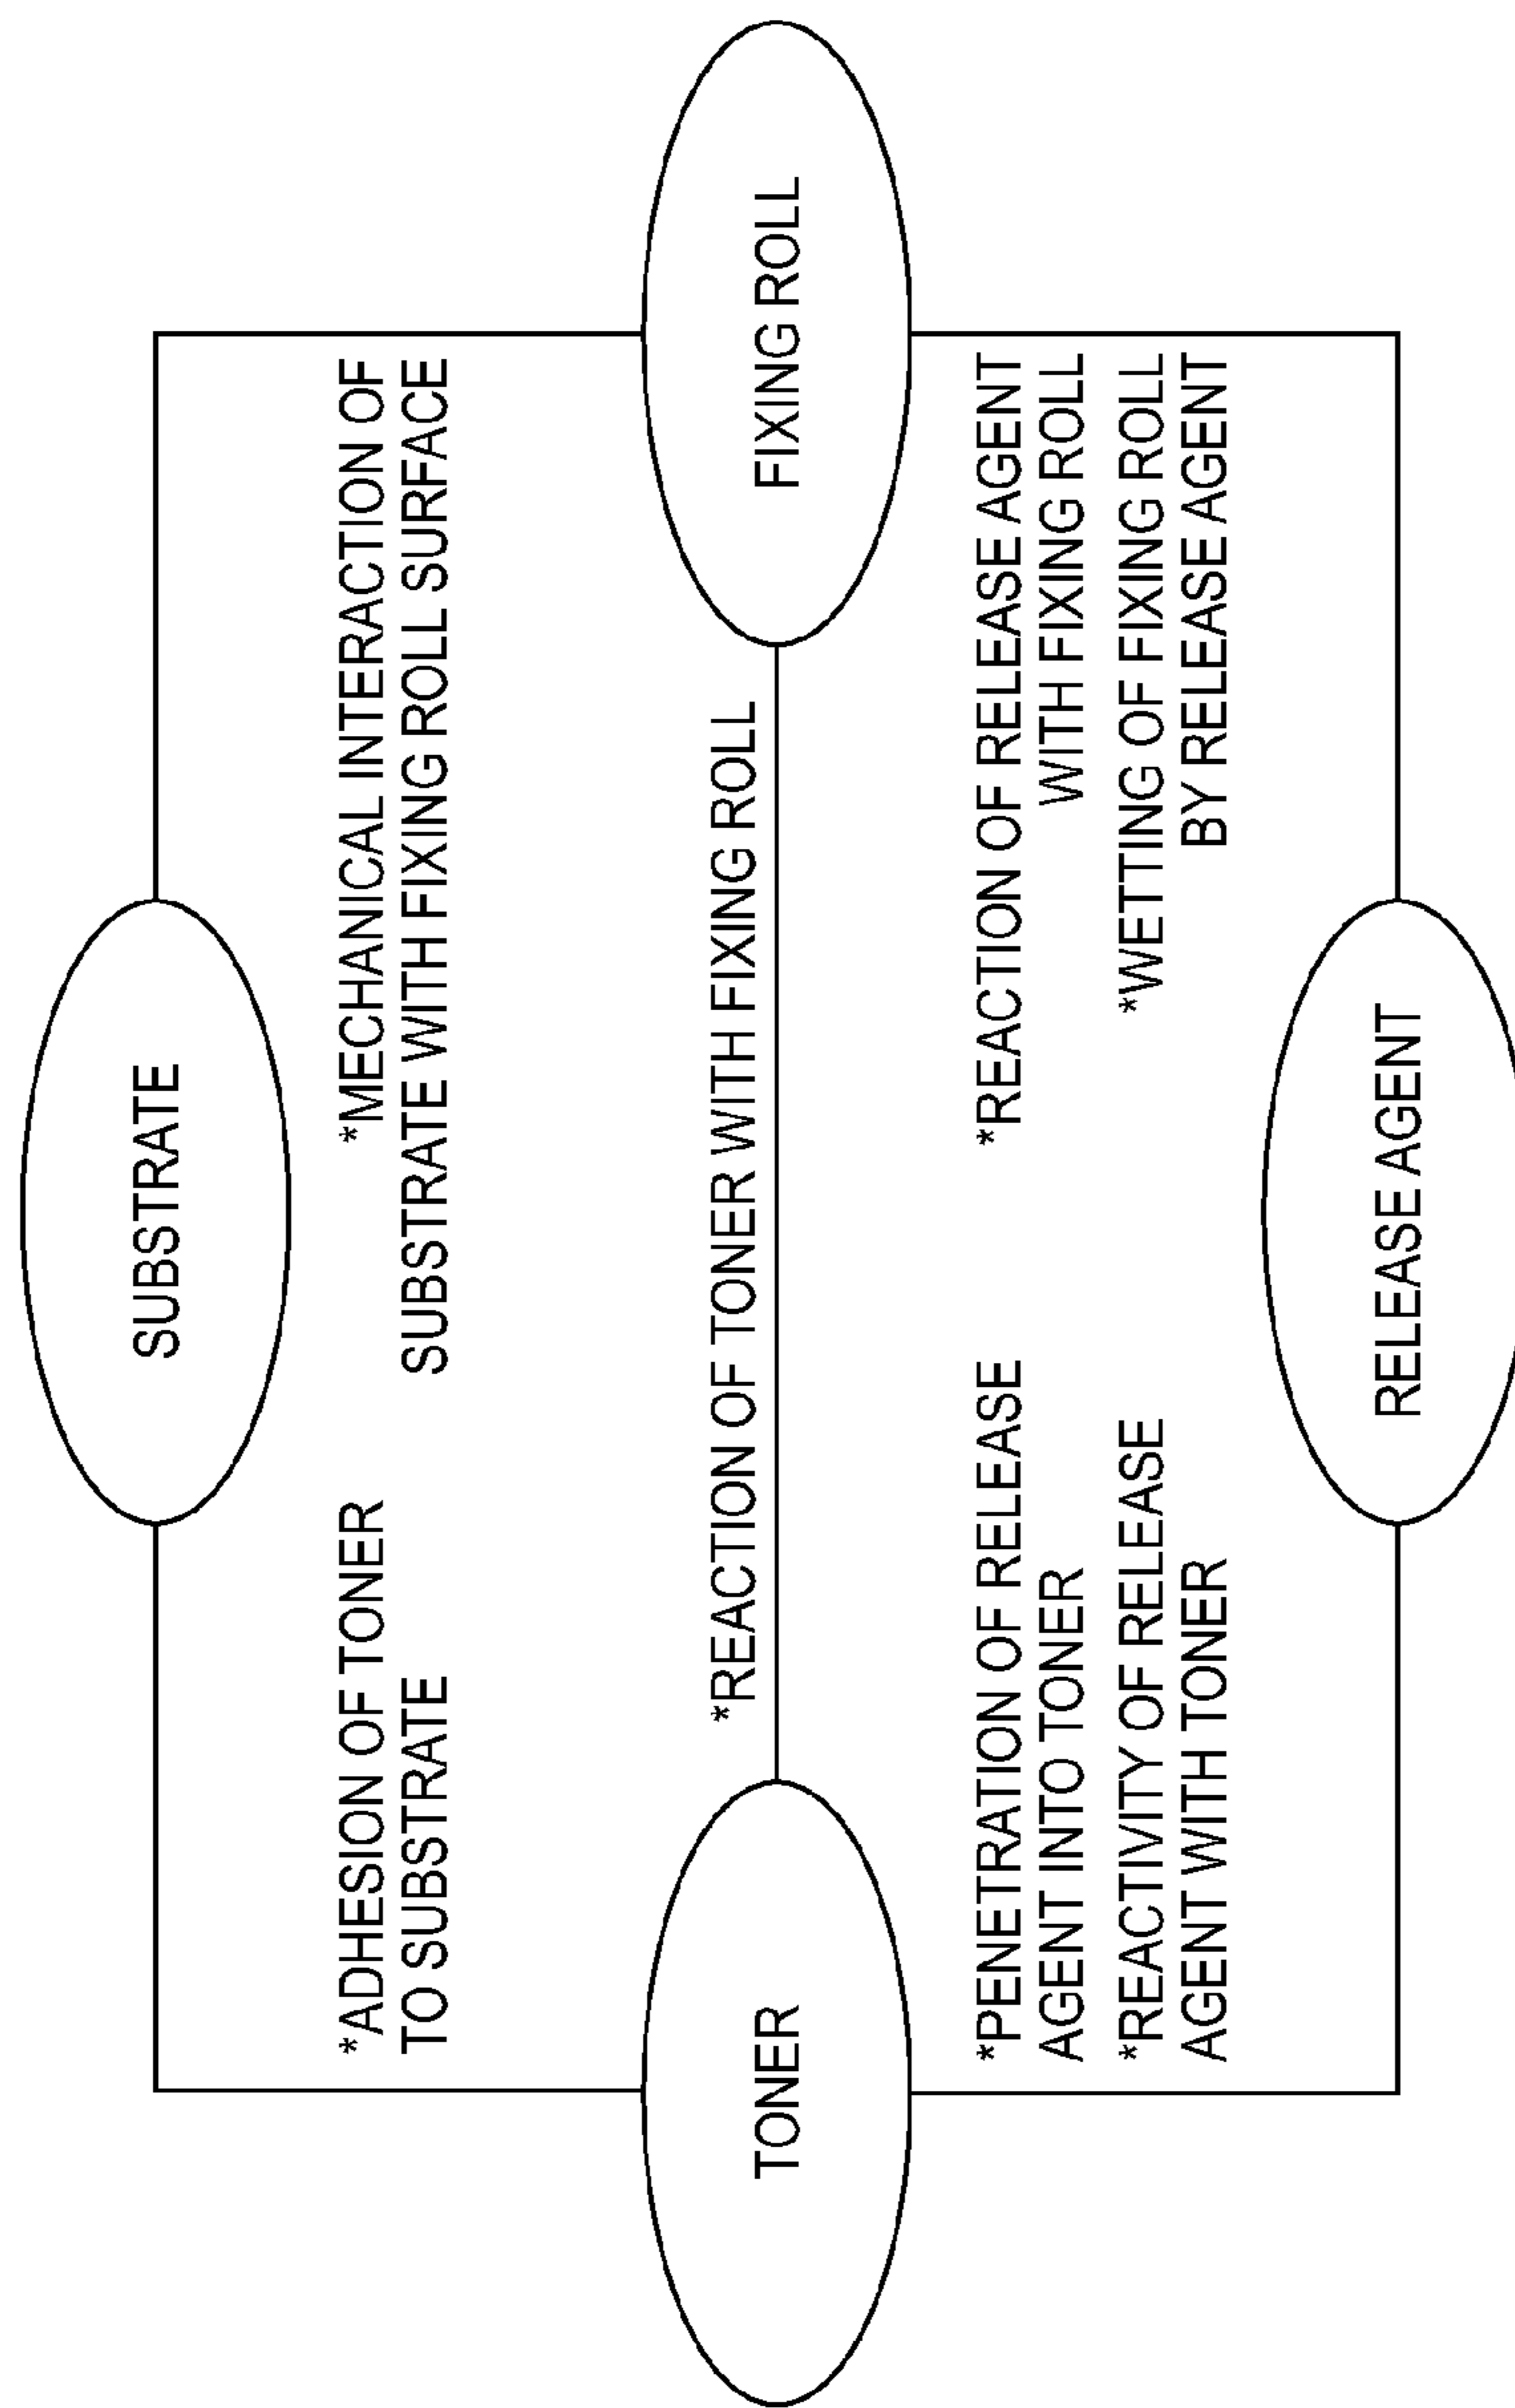 SUBSTRATE
*ADHESION OF TONER
TO SUBSTRATE
*MECHANICAL INTERACTION OF
SUBSTRATE WITH FIXING ROLL SURFACE
TONER
*REACTION OF TONER WITH FIXING ROLL
FIXING ROLL
*PENETRATION OF RELEASE
AGENT INTO TONER
*REACTIVITY OF RELEASE
AGENT WITH TONER
*REACTION OF RELEASE AGENT
WITH FIXING ROLL
*WETTING OF FIXING ROLL
BY RELEASE AGENT
RELEASE AGENT